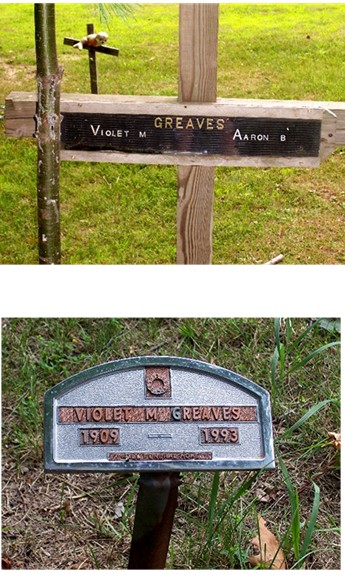 GREAVES
VIOLET M AARON B
VIOLET M GREAVES
1909 — 1993